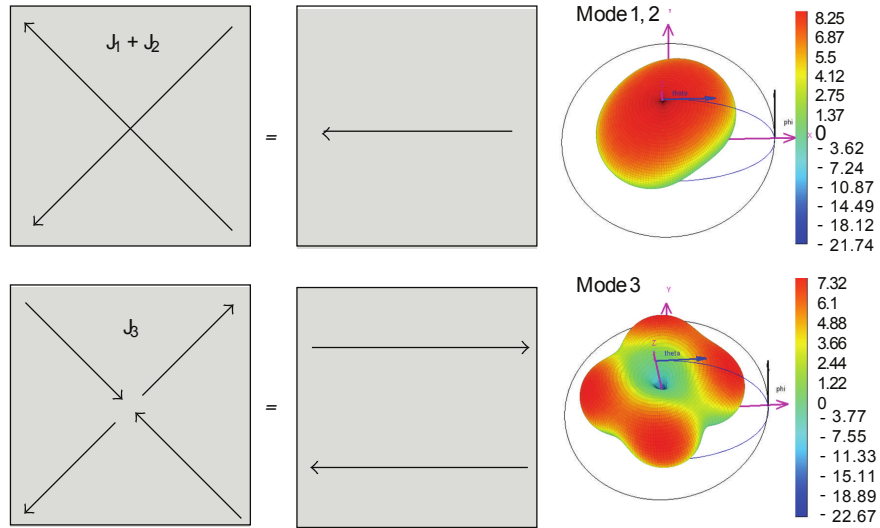 J1 + J2
=
Mode 1, 2
Y
theta
phi
X
8.25
6.87
5.5
4.12
2.75
1.37
0
- 3.62
- 7.24
- 10.87
- 14.49
- 18.12
- 21.74
J3
=
Mode 3
Y
Z
theta
phi
7.32
6.1
4.88
3.66
2.44
1.22
0
- 3.77
- 7.55
- 11.33
- 15.11
- 18.89
- 22.67